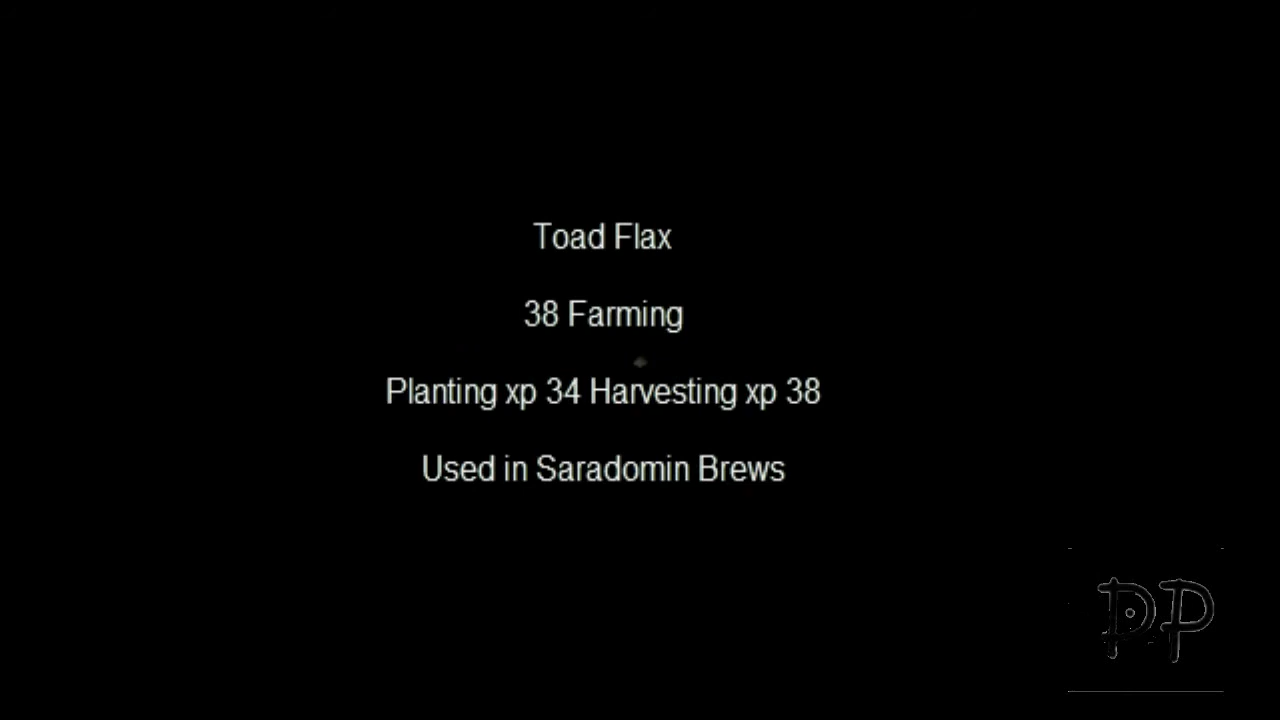 Toad Flax
38 Farming
Planting xp 34 Harvesting xp 38
Used in Saradomin Brews
PP